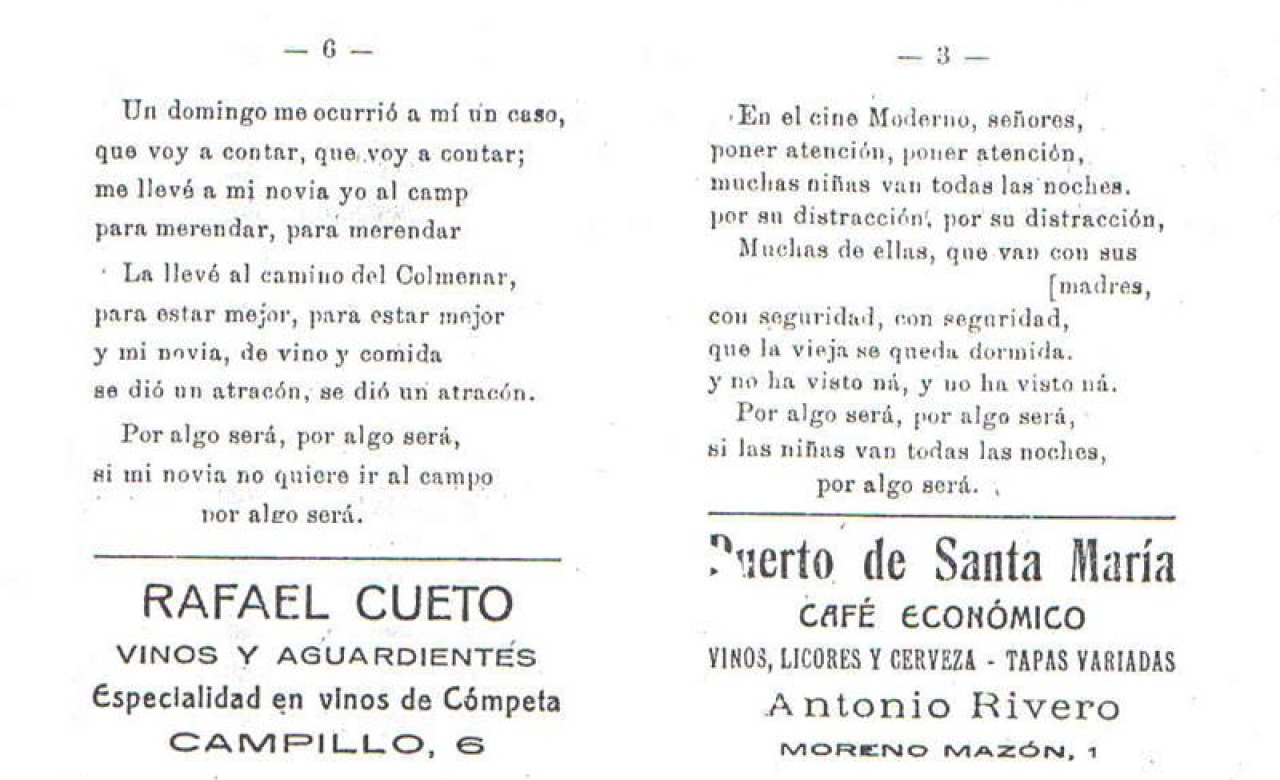 — 6 —
Un domingo me ocurrió a mí un caso,
que voy a contar, que voy a contar;
me llevé a mi novia yo al camp
para merendar, para merendar
La llevé al camino del Colmenar,
para estar mejor, para estar mejor
y mi novia, de vino y comida
se dió un atracón, se dió un atracón.
Por algo será, por algo será,
si mi novia no quiere ir al campo
por algo será.
RAFAEL CUETO
VINOS Y AGUARDIENTES
Especialidad en vinos de Cómpeta
CAMPILLO, 6
— 3 —
En el cine Moderno, señores,
poner atención, poner atención,
muchas niñas van todas las noches.
por su distracción, por su distracción,
Muchas de ellas, que van con sus
[madres,
con seguridad, con seguridad,
que la vieja se queda dormida.
y no ha visto ná, y no ha visto ná.
Por algo será, por algo será,
si las niñas van todas las noches,
por algo será.
Puerto de Santa María
CAFÉ ECONÓMICO
VINOS, LICORES Y CERVEZA - TAPAS VARIADAS
Antonio Rivero
MORENO MAZÓN, 1